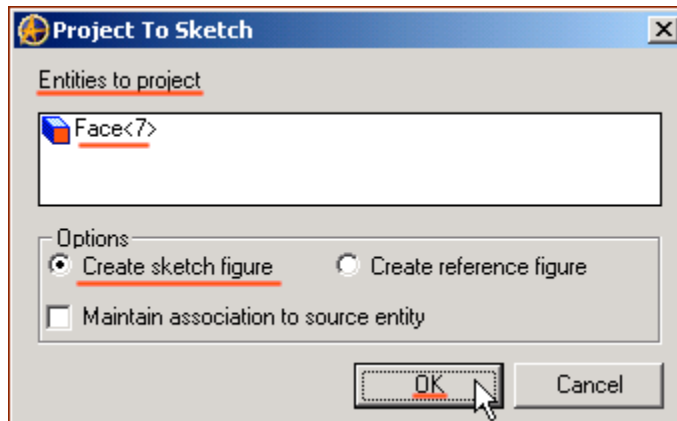 Project To Sketch
Entities to project
Face<7>
Options
Create sketch figure Create reference figure
Maintain association to source entity
OK Cancel